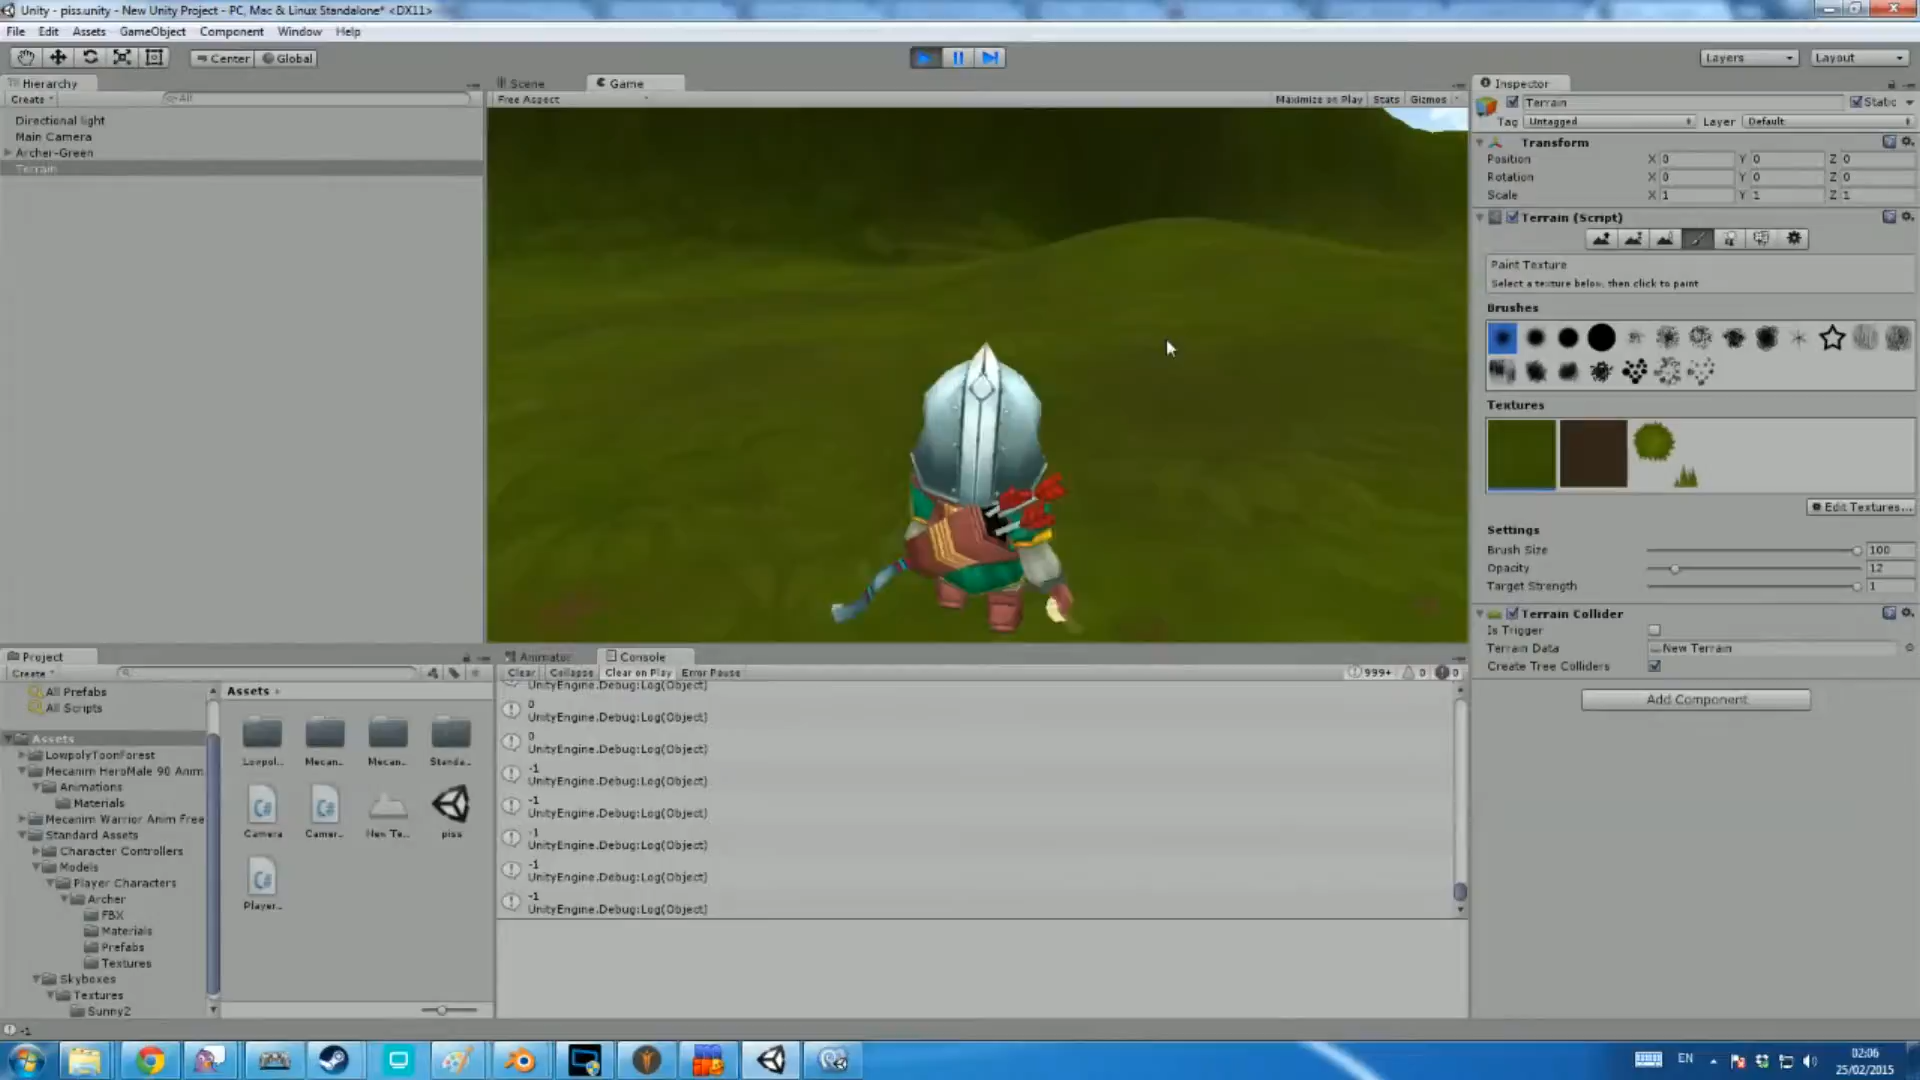 Unity - piss.unity - New Unity Project - PC, Mac & Linux Standalone* <DX11>
File Edit Assets GameObject Component Window Help
Center Global Layers Layout
Hierarchy
Create All
Directional light
Main Camera
Archer-Green
Terrain
Scene Game
Free Aspect Maximize on Play Stats Gizmos
Inspector
Terrain Static
Tag Untagged Layer Default
Transform
Position X 0 Y 0 Z 0
Rotation X 0 Y 0 Z 0
Scale X 1 Y 1 Z 1
Terrain (Script)
Paint Texture
Select a texture below, then click to paint
Brushes
Textures
Edit Textures...
Settings
Brush Size 100
Opacity 12
Target Strength 1
Terrain Collider
Is Trigger
Terrain Data New Terrain
Create Tree Colliders
Add Component
Project
Create
All Prefabs
All Scripts
Assets
LowpolyToonForest
Mecanim HeroMale 90 Anim
Animations
Materials
Mecanim Warrior Anim Free
Standard Assets
Character Controllers
Models
Player Characters
Archer
FBX
Materials
Prefabs
Textures
Skyboxes
Textures
Sunny2
Assets
Lowpol... Mecan... Mecan... Standa...
Camera Camer... New Te... piss
Player...
Animator Console
Clear Collapse Clear on Play Error Pause 999+ 0 0
UnityEngine.Debug:Log(Object)
0
UnityEngine.Debug:Log(Object)
0
UnityEngine.Debug:Log(Object)
-1
UnityEngine.Debug:Log(Object)
-1
UnityEngine.Debug:Log(Object)
-1
UnityEngine.Debug:Log(Object)
-1
UnityEngine.Debug:Log(Object)
-1
UnityEngine.Debug:Log(Object)
-1
EN
02:06
25/02/2015